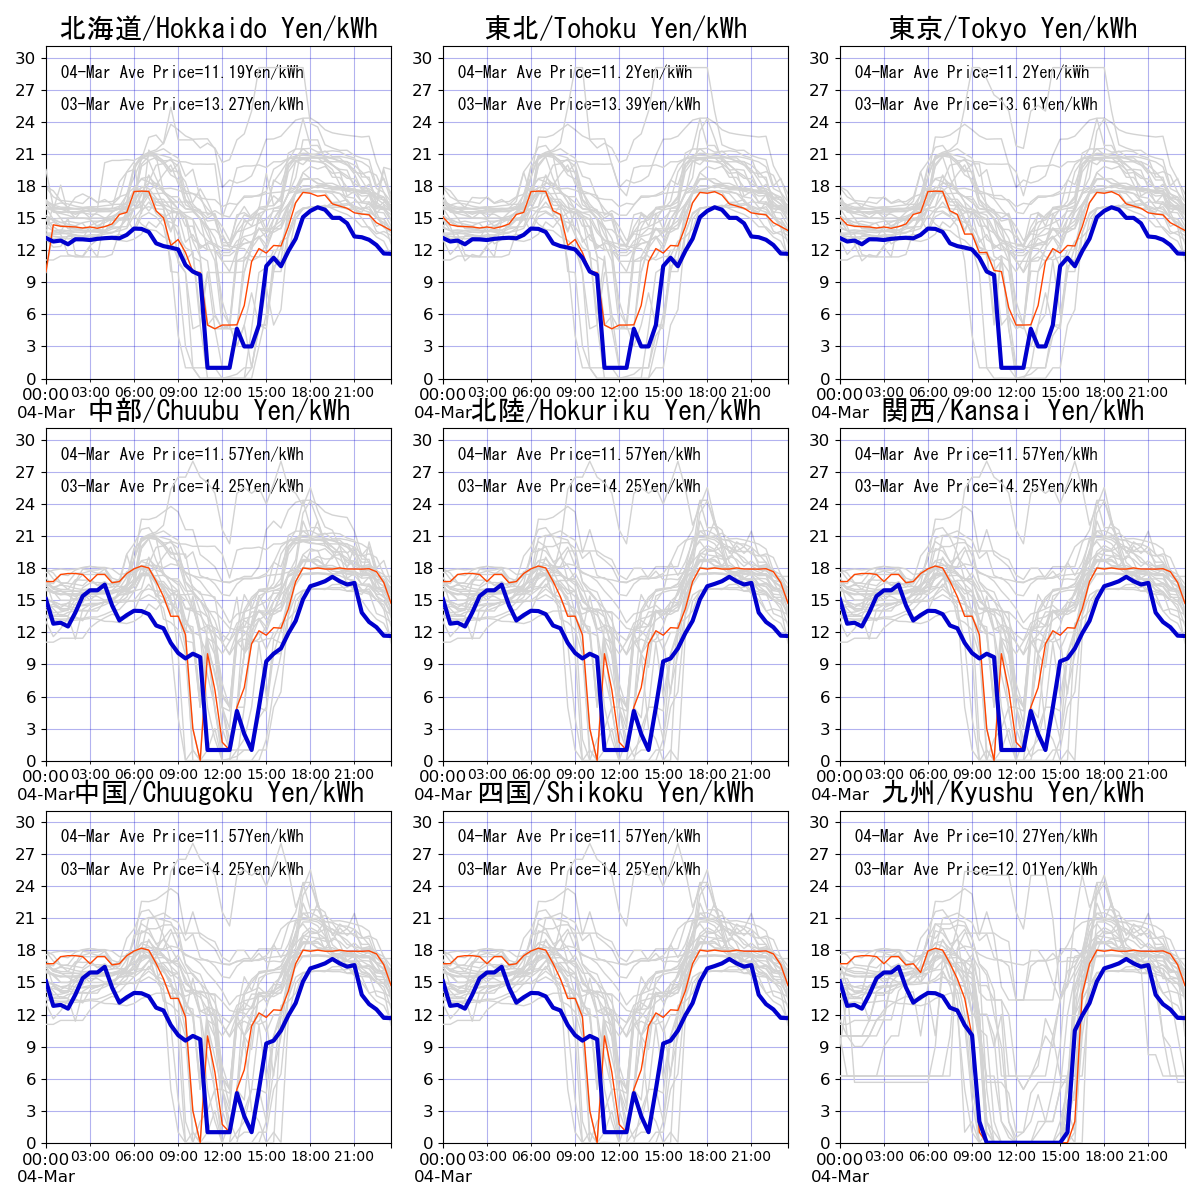 北海道/Hokkaido Yen/kWh
04-Mar Ave Price=11.19Yen/kWh
03-Mar Ave Price=13.27Yen/kWh
30
27
24
21
18
15
12
9
6
3
0
00:00 03:00 06:00 09:00 12:00 15:00 18:00 21:00
04-Mar
東北/Tohoku Yen/kWh
04-Mar Ave Price=11.2Yen/kWh
03-Mar Ave Price=13.39Yen/kWh
30
27
24
21
18
15
12
9
6
3
0
00:00 03:00 06:00 09:00 12:00 15:00 18:00 21:00
04-Mar
東京/Tokyo Yen/kWh
04-Mar Ave Price=11.2Yen/kWh
03-Mar Ave Price=13.61Yen/kWh
30
27
24
21
18
15
12
9
6
3
0
00:00 03:00 06:00 09:00 12:00 15:00 18:00 21:00
04-Mar
中部/Chuubu Yen/kWh
04-Mar Ave Price=11.57Yen/kWh
03-Mar Ave Price=14.25Yen/kWh
30
27
24
21
18
15
12
9
6
3
0
00:00 03:00 06:00 09:00 12:00 15:00 18:00 21:00
04-Mar
北陸/Hokuriku Yen/kWh
04-Mar Ave Price=11.57Yen/kWh
03-Mar Ave Price=14.25Yen/kWh
30
27
24
21
18
15
12
9
6
3
0
00:00 03:00 06:00 09:00 12:00 15:00 18:00 21:00
04-Mar
関西/Kansai Yen/kWh
04-Mar Ave Price=11.57Yen/kWh
03-Mar Ave Price=14.25Yen/kWh
30
27
24
21
18
15
12
9
6
3
0
00:00 03:00 06:00 09:00 12:00 15:00 18:00 21:00
04-Mar
中国/Chuugoku Yen/kWh
04-Mar Ave Price=11.57Yen/kWh
03-Mar Ave Price=14.25Yen/kWh
30
27
24
21
18
15
12
9
6
3
0
00:00 03:00 06:00 09:00 12:00 15:00 18:00 21:00
04-Mar
四国/Shikoku Yen/kWh
04-Mar Ave Price=11.57Yen/kWh
03-Mar Ave Price=14.25Yen/kWh
30
27
24
21
18
15
12
9
6
3
0
00:00 03:00 06:00 09:00 12:00 15:00 18:00 21:00
04-Mar
九州/Kyushu Yen/kWh
04-Mar Ave Price=10.27Yen/kWh
03-Mar Ave Price=12.01Yen/kWh
30
27
24
21
18
15
12
9
6
3
0
00:00 03:00 06:00 09:00 12:00 15:00 18:00 21:00
04-Mar